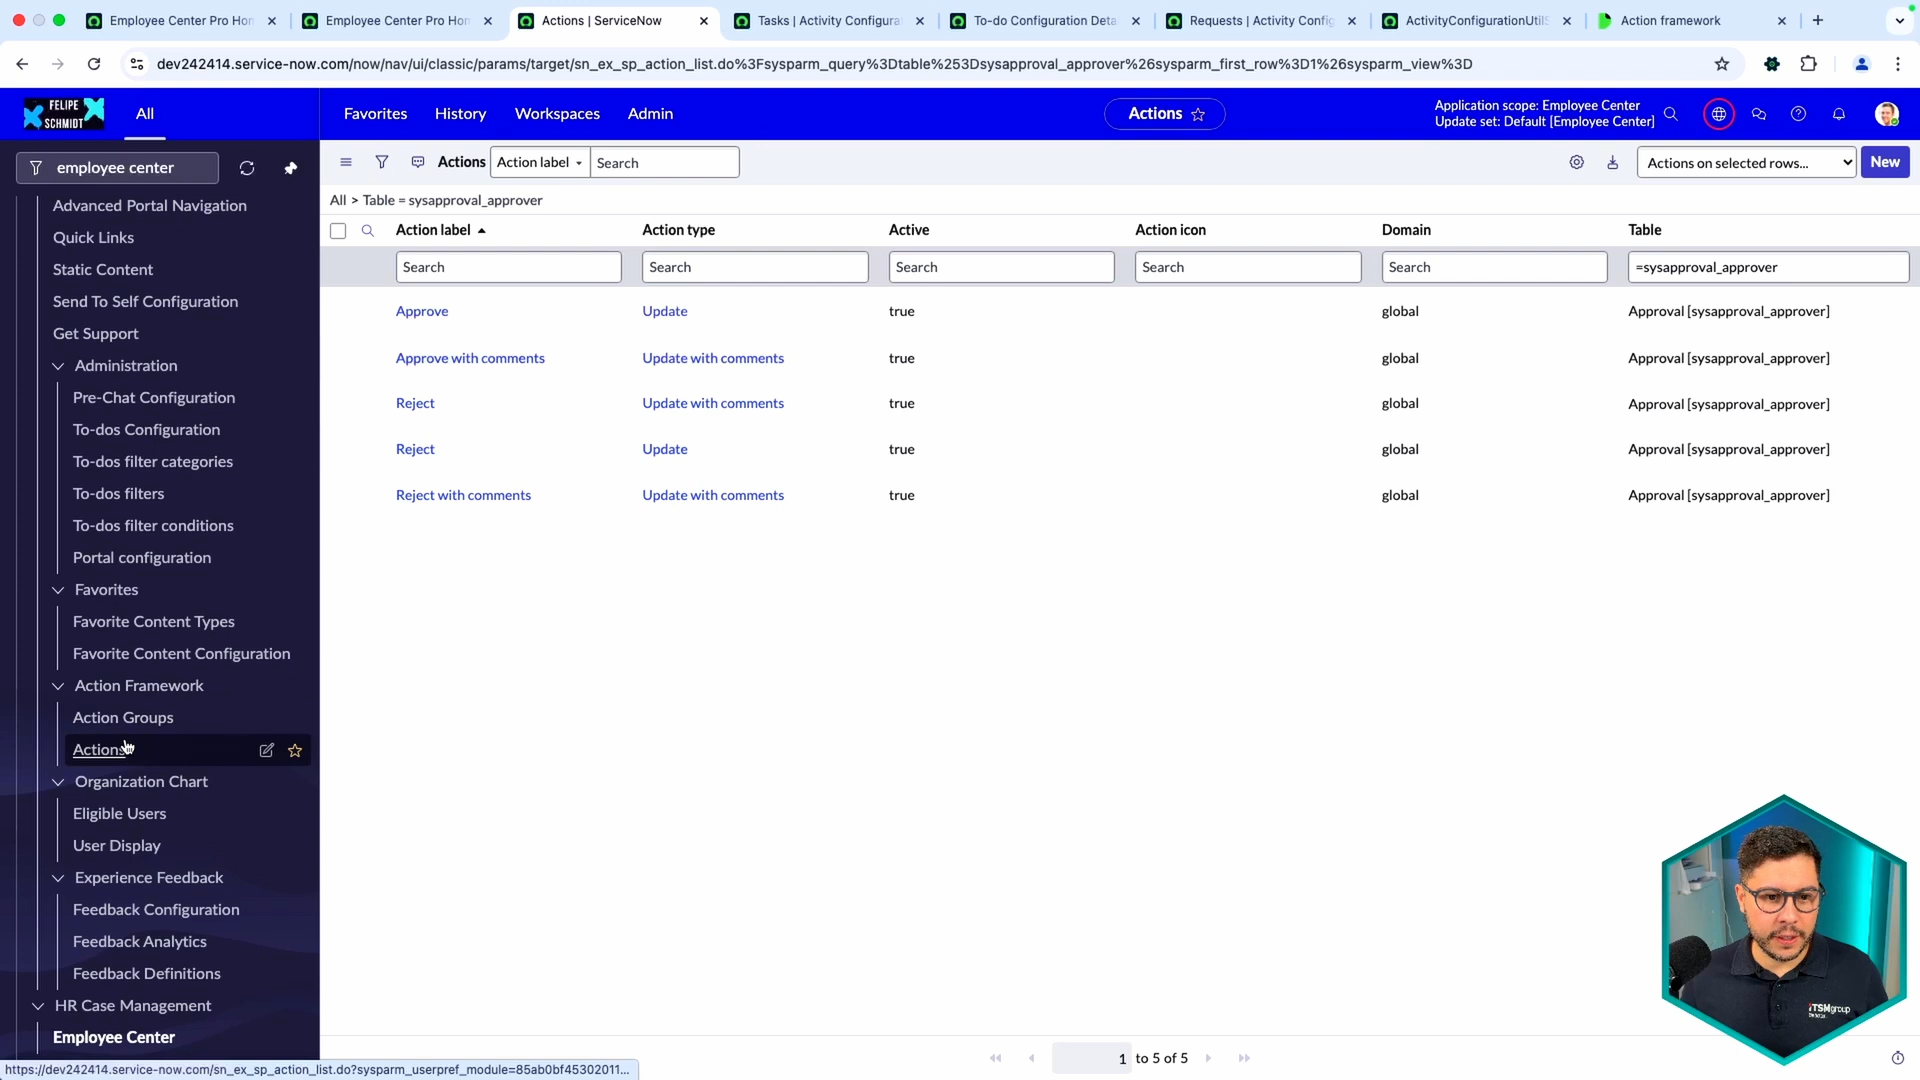 Employee Center Pro Hon
Employee Center Pro Hon
Actions | ServiceNow
Tasks | Activity Configura
To-do Configuration Deta
Requests | Activity Config
ActivityConfigurationUtilS
Action framework
dev242414.service-now.com/now/nav/ui/classic/params/target/sn_ex_sp_action_list.do%3Fsysparm_query%3Dtable%253Dsysapproval_approver%26sysparm_first_row%3D1%26sysparm_view%3D
FELIPE
SCHMIDT
All
Favorites
History
Workspaces
Admin
Actions
Application scope: Employee Center
Update set: Default [Employee Center]
employee center
Actions
Action label
Search
Actions on selected rows...
New
All > Table = sysapproval_approver
Action label
Action type
Active
Action icon
Domain
Table
Search
Search
Search
Search
Search
=sysapproval_approver
Approve
Update
true
global
Approval [sysapproval_approver]
Approve with comments
Update with comments
true
global
Approval [sysapproval_approver]
Reject
Update with comments
true
global
Approval [sysapproval_approver]
Reject
Update
true
global
Approval [sysapproval_approver]
Reject with comments
Update with comments
true
global
Approval [sysapproval_approver]
Advanced Portal Navigation
Quick Links
Static Content
Send To Self Configuration
Get Support
Administration
Pre-Chat Configuration
To-dos Configuration
To-dos filter categories
To-dos filters
To-dos filter conditions
Portal configuration
Favorites
Favorite Content Types
Favorite Content Configuration
Action Framework
Action Groups
Actions
Organization Chart
Eligible Users
User Display
Experience Feedback
Feedback Configuration
Feedback Analytics
Feedback Definitions
HR Case Management
Employee Center
1 to 5 of 5
https://dev242414.service-now.com/sn_ex_sp_action_list.do?sysparm_userpref_module=85ab0bf45302011...
iTSMgroup